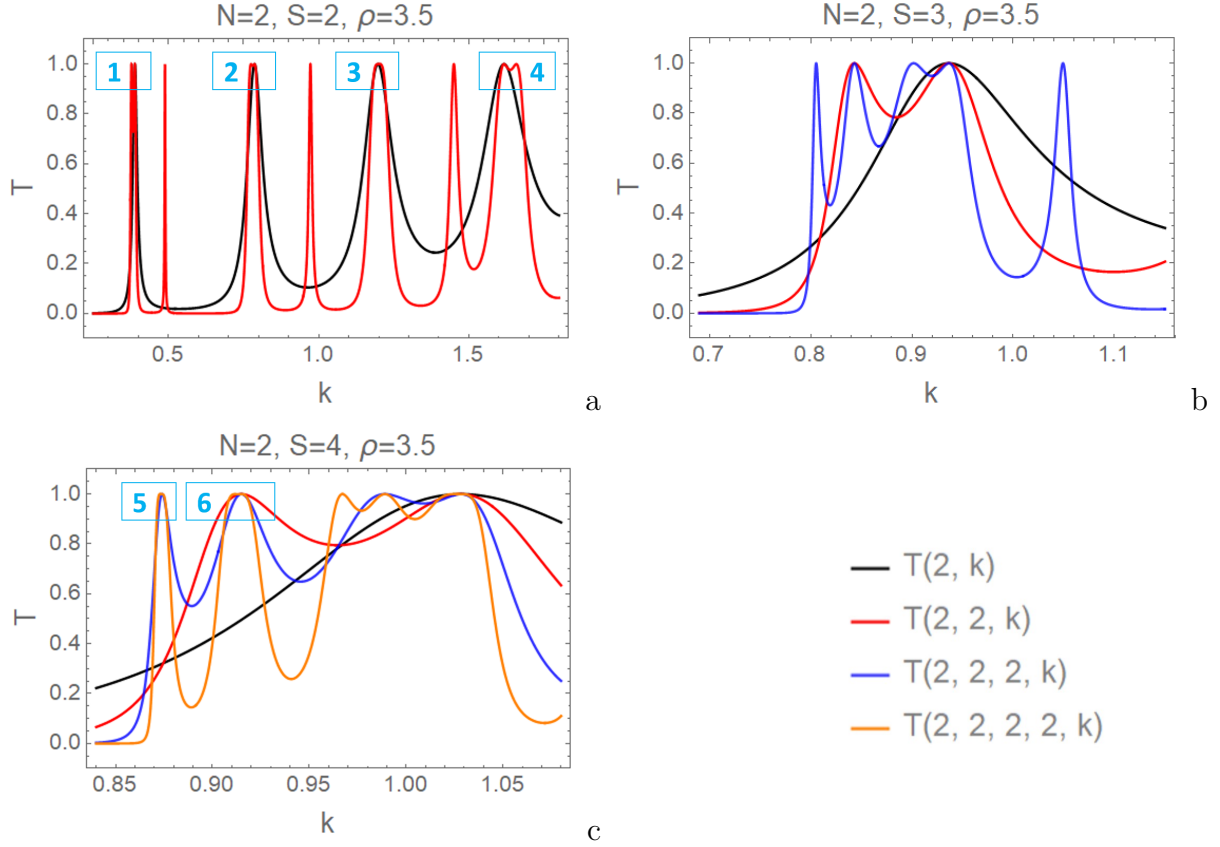 N=2, S=2, ρ=3.5
T
1.0
0.8
0.6
0.4
0.2
0.0
1
2
3
4
0.5
1.0
1.5
k
a
N=2, S=3, ρ=3.5
T
1.0
0.8
0.6
0.4
0.2
0.0
0.7
0.8
0.9
1.0
1.1
k
b
N=2, S=4, ρ=3.5
T
1.0
0.8
0.6
0.4
0.2
0.0
5
6
0.85
0.90
0.95
1.00
1.05
k
c
T(2, k)
T(2, 2, k)
T(2, 2, 2, k)
T(2, 2, 2, 2, k)